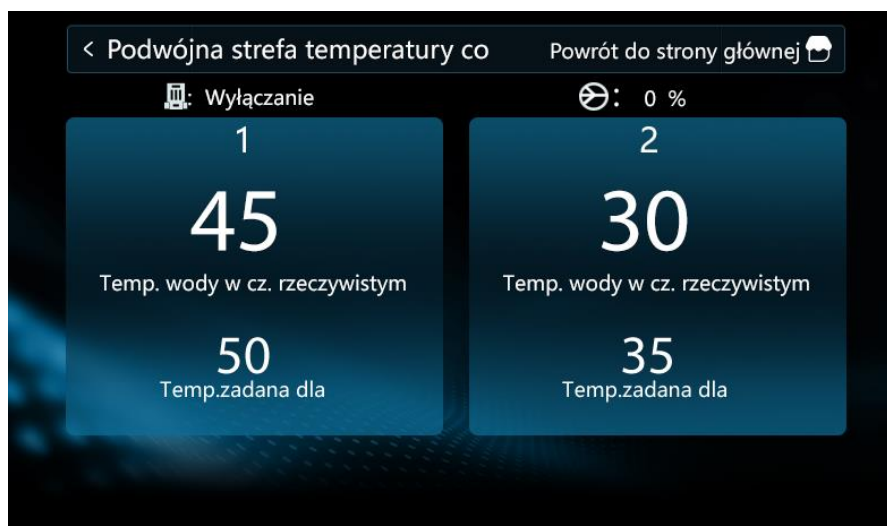 < Podwójna strefa temperatury co Powrót do strony głównej
: Wyłączanie : 0 %
1 2
45 30
Temp. wody w cz. rzeczywistym Temp. wody w cz. rzeczywistym
50 35
Temp.zadana dla Temp.zadana dla